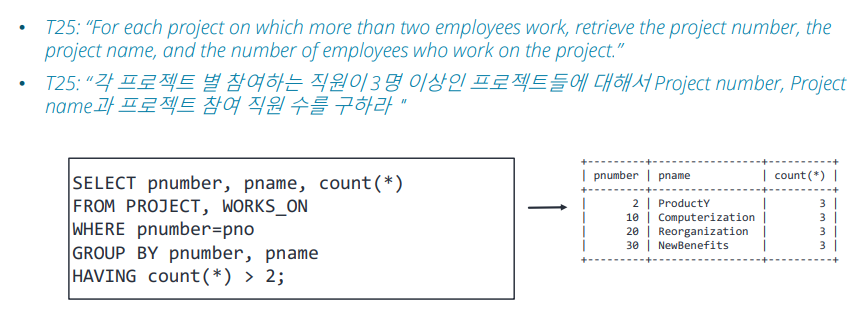 • T25: “For each project on which more than two employees work, retrieve the project number, the
project name, and the number of employees who work on the project.”
• T25: “각 프로젝트 별 참여하는 직원이 3명 이상인 프로젝트들에 대해서 Project number, Project
name과 프로젝트 참여 직원 수를 구하라 “
SELECT pnumber, pname, count(*)
FROM PROJECT, WORKS_ON
WHERE pnumber=pno
GROUP BY pnumber, pname
HAVING count(*) > 2;
+---------+-----------------+----------+
| pnumber | pname | count(*) |
+---------+-----------------+----------+
| 2 | ProductY | 3 |
| 10 | Computerization | 3 |
| 20 | Reorganization | 3 |
| 30 | NewBenefits | 3 |
+---------+-----------------+----------+